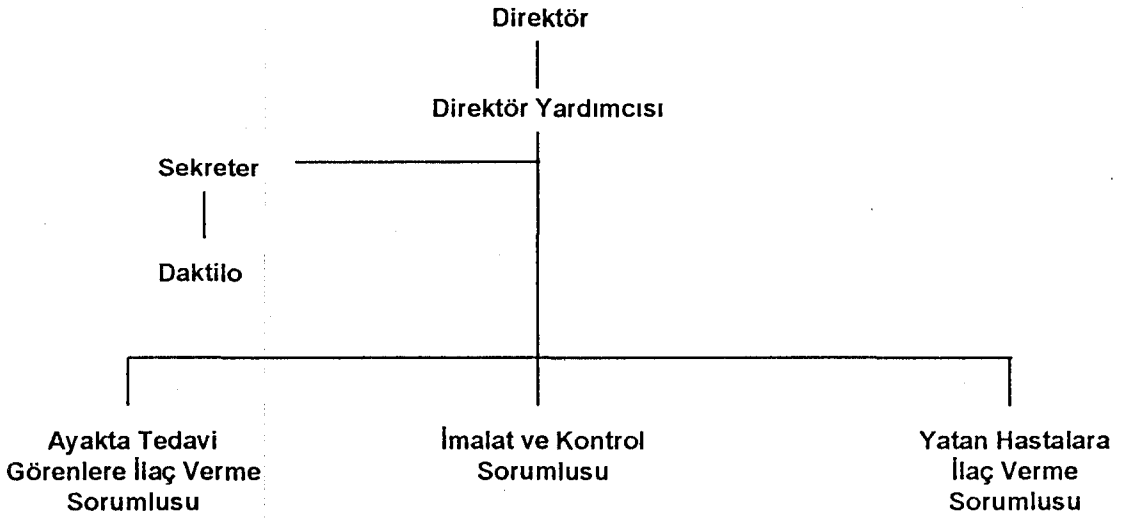 Direktör
Direktör Yardımcısı
Sekreter
Daktilo
Ayakta Tedavi
Görenlere İlaç Verme
Sorumlusu
İmalat ve Kontrol
Sorumlusu
Yatan Hastalara
İlaç Verme
Sorumlusu